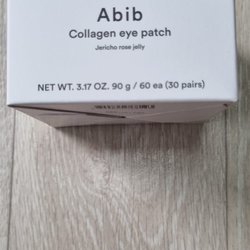 Abib
Collagen eye patch
Jericho rose jelly
NET WT. 3.17 OZ. 90 g / 60 ea (30 pairs)